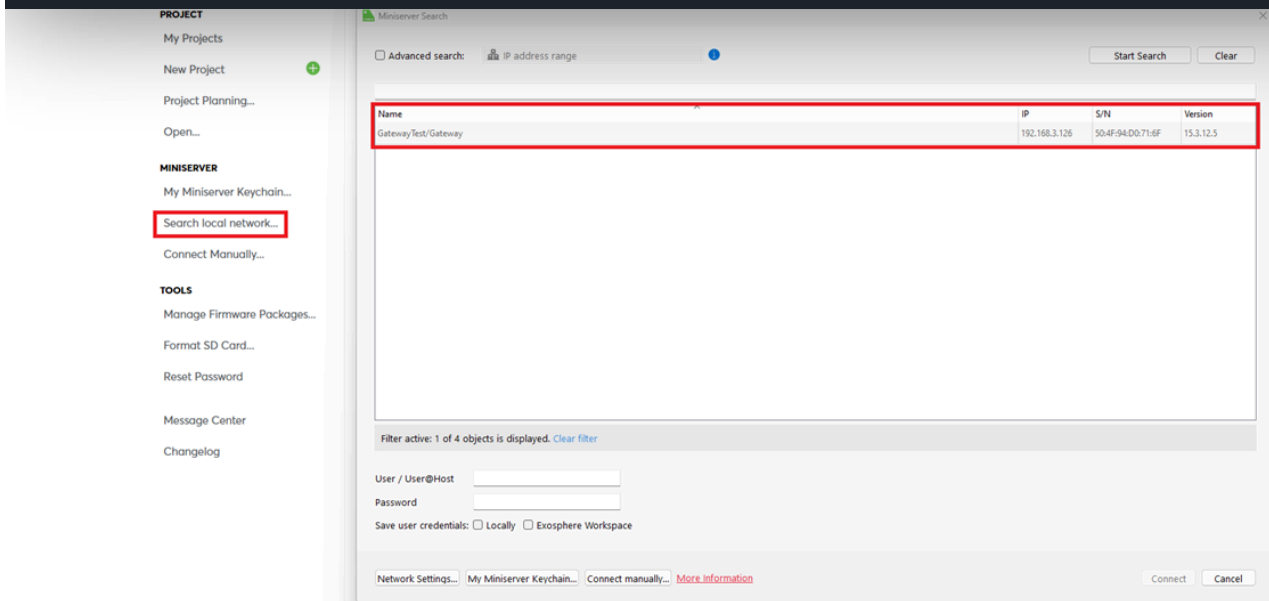 PROJECT
My Projects
New Project
Project Planning...
Open...
MINISERVER
My Miniserver Keychain...
Search local network...
Connect Manually...
TOOLS
Manage Firmware Packages...
Format SD Card...
Reset Password
Message Center
Changelog
Miniserver Search
Advanced search: IP address range Start Search Clear
Name IP S/N Version
GatewayTest/Gateway 192.168.3.126 50:4F:94:D0:71:6F 15.3.12.5
Filter active: 1 of 4 objects is displayed. Clear filter
User / User@Host
Password
Save user credentials: Locally Exosphere Workspace
Network Settings... My Miniserver Keychain... Connect manually... More Information Connect Cancel